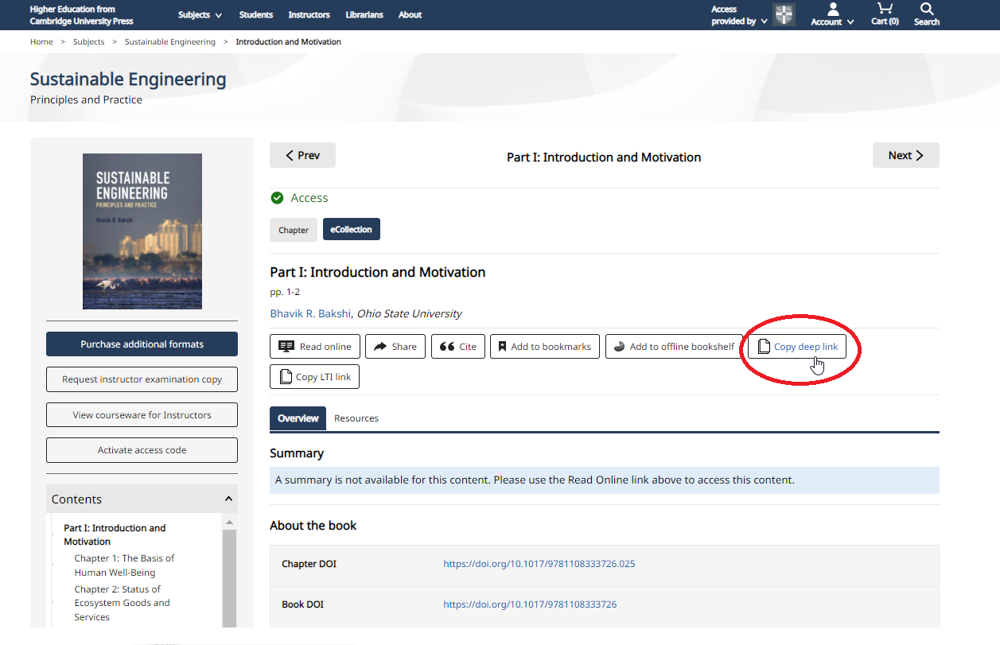 Higher Education from
Cambridge University Press
Subjects
Students
Instructors
Librarians
About
Access
provided by
Account
Cart (0)
Search
Home > Subjects > Sustainable Engineering > Introduction and Motivation
Sustainable Engineering
Principles and Practice
SUSTAINABLE
ENGINEERING
PRINCIPLES AND PRACTICE
Bhavik R. Bakshi
Purchase additional formats
Request instructor examination copy
View courseware for Instructors
Activate access code
Contents
Part I: Introduction and
Motivation
Chapter 1: The Basis of
Human Well-Being
Chapter 2: Status of
Ecosystem Goods and
Services
Prev
Part I: Introduction and Motivation
Next
Access
Chapter
eCollection
Part I: Introduction and Motivation
pp. 1-2
Bhavik R. Bakshi, Ohio State University
Read online
Share
Cite
Add to bookmarks
Add to offline bookshelf
Copy deep link
Copy LTI link
Overview
Resources
Summary
A summary is not available for this content. Please use the Read Online link above to access this content.
About the book
Chapter DOI
https://doi.org/10.1017/9781108333726.025
Book DOI
https://doi.org/10.1017/9781108333726